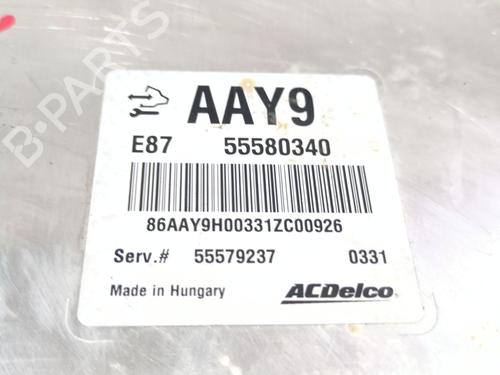 B-PARTS
AAY9
E87 55580340
86AAY9H00331ZC00926
Serv.# 55579237 0331
Made in Hungary ACDelco